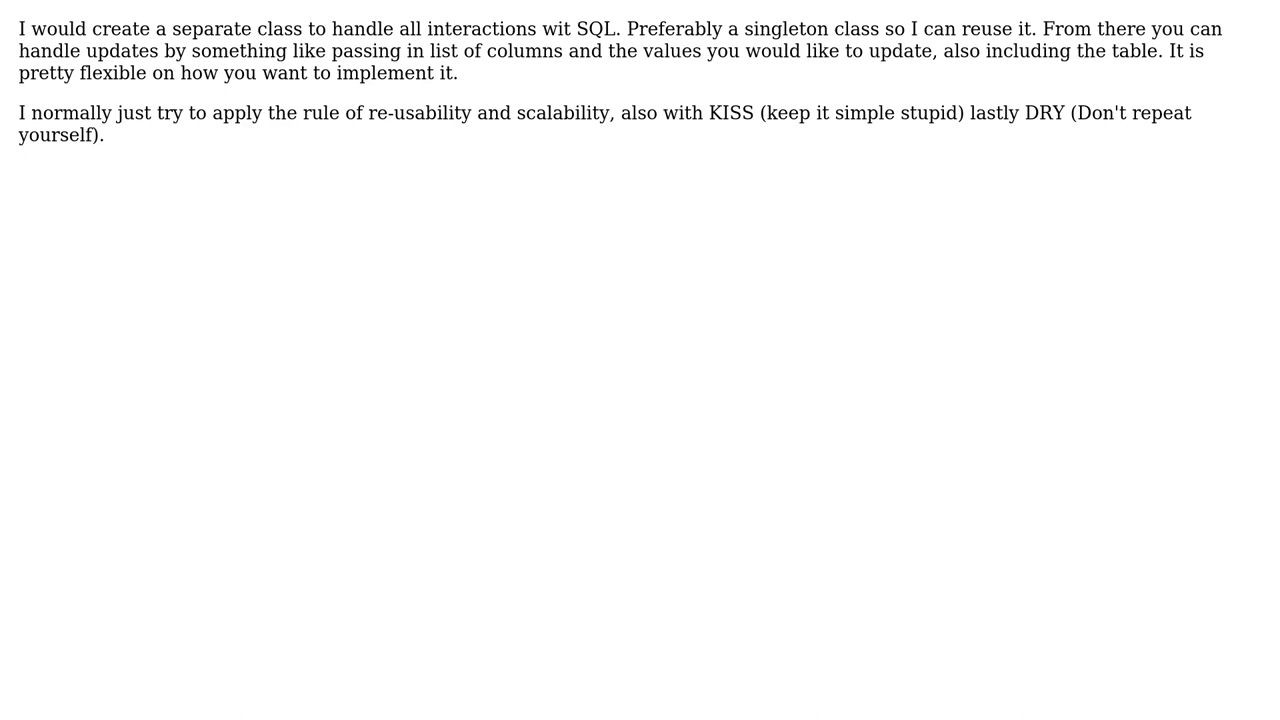 I would create a separate class to handle all interactions wit SQL. Preferably a singleton class so I can reuse it. From there you can
handle updates by something like passing in list of columns and the values you would like to update, also including the table. It is
pretty flexible on how you want to implement it.
I normally just try to apply the rule of re-usability and scalability, also with KISS (keep it simple stupid) lastly DRY (Don't repeat
yourself).